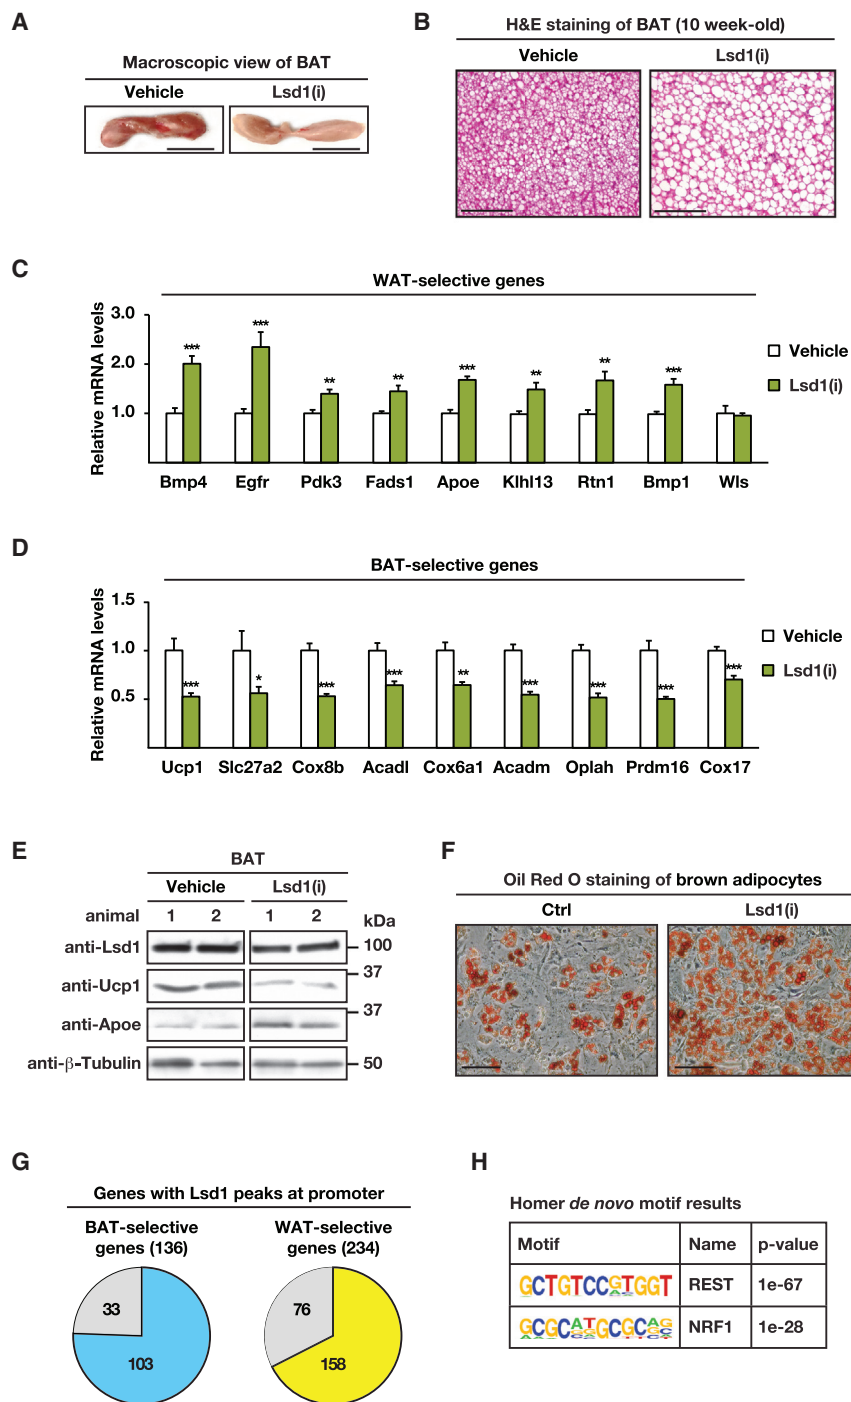 A
Macroscopic view of BAT
Vehicle Lsd1(i)
B
H&E staining of BAT (10 week-old)
Vehicle Lsd1(i)
C
WAT-selective genes
Relative mRNA levels
3.0
2.0
1.0
*** *** ** ** *** ** ** ***
Vehicle
Lsd1(i)
Bmp4 Egfr Pdk3 Fads1 Apoe Klhl13 Rtn1 Bmp1 Wls
D
BAT-selective genes
Relative mRNA levels
1.5
1.0
0.5
*** * *** *** ** *** *** *** ***
Vehicle
Lsd1(i)
Ucp1 Slc27a2 Cox8b Acadl Cox6a1 Acadm Oplah Prdm16 Cox17
E
BAT
Vehicle Lsd1(i)
animal 1 2 1 2 kDa
anti-Lsd1 100
37
anti-Ucp1
37
anti-Apoe
anti-β-Tubulin 50
F
Oil Red O staining of brown adipocytes
Ctrl Lsd1(i)
G
Genes with Lsd1 peaks at promoter
BAT-selective genes (136)
33
103
WAT-selective genes (234)
76
158
H
Homer de novo motif results
Motif Name p-value
GCTGTCCGTGGT REST 1e-67
GCGCATGCGCAG NRF1 1e-28